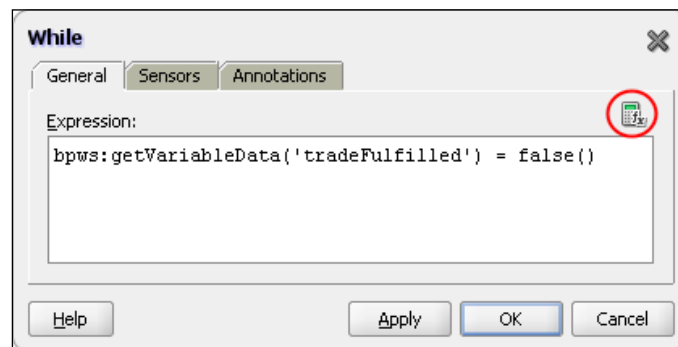 While
General Sensors Annotations
Expression:
bpws:getVariableData('tradeFulfilled') = false()
Help Apply OK Cancel